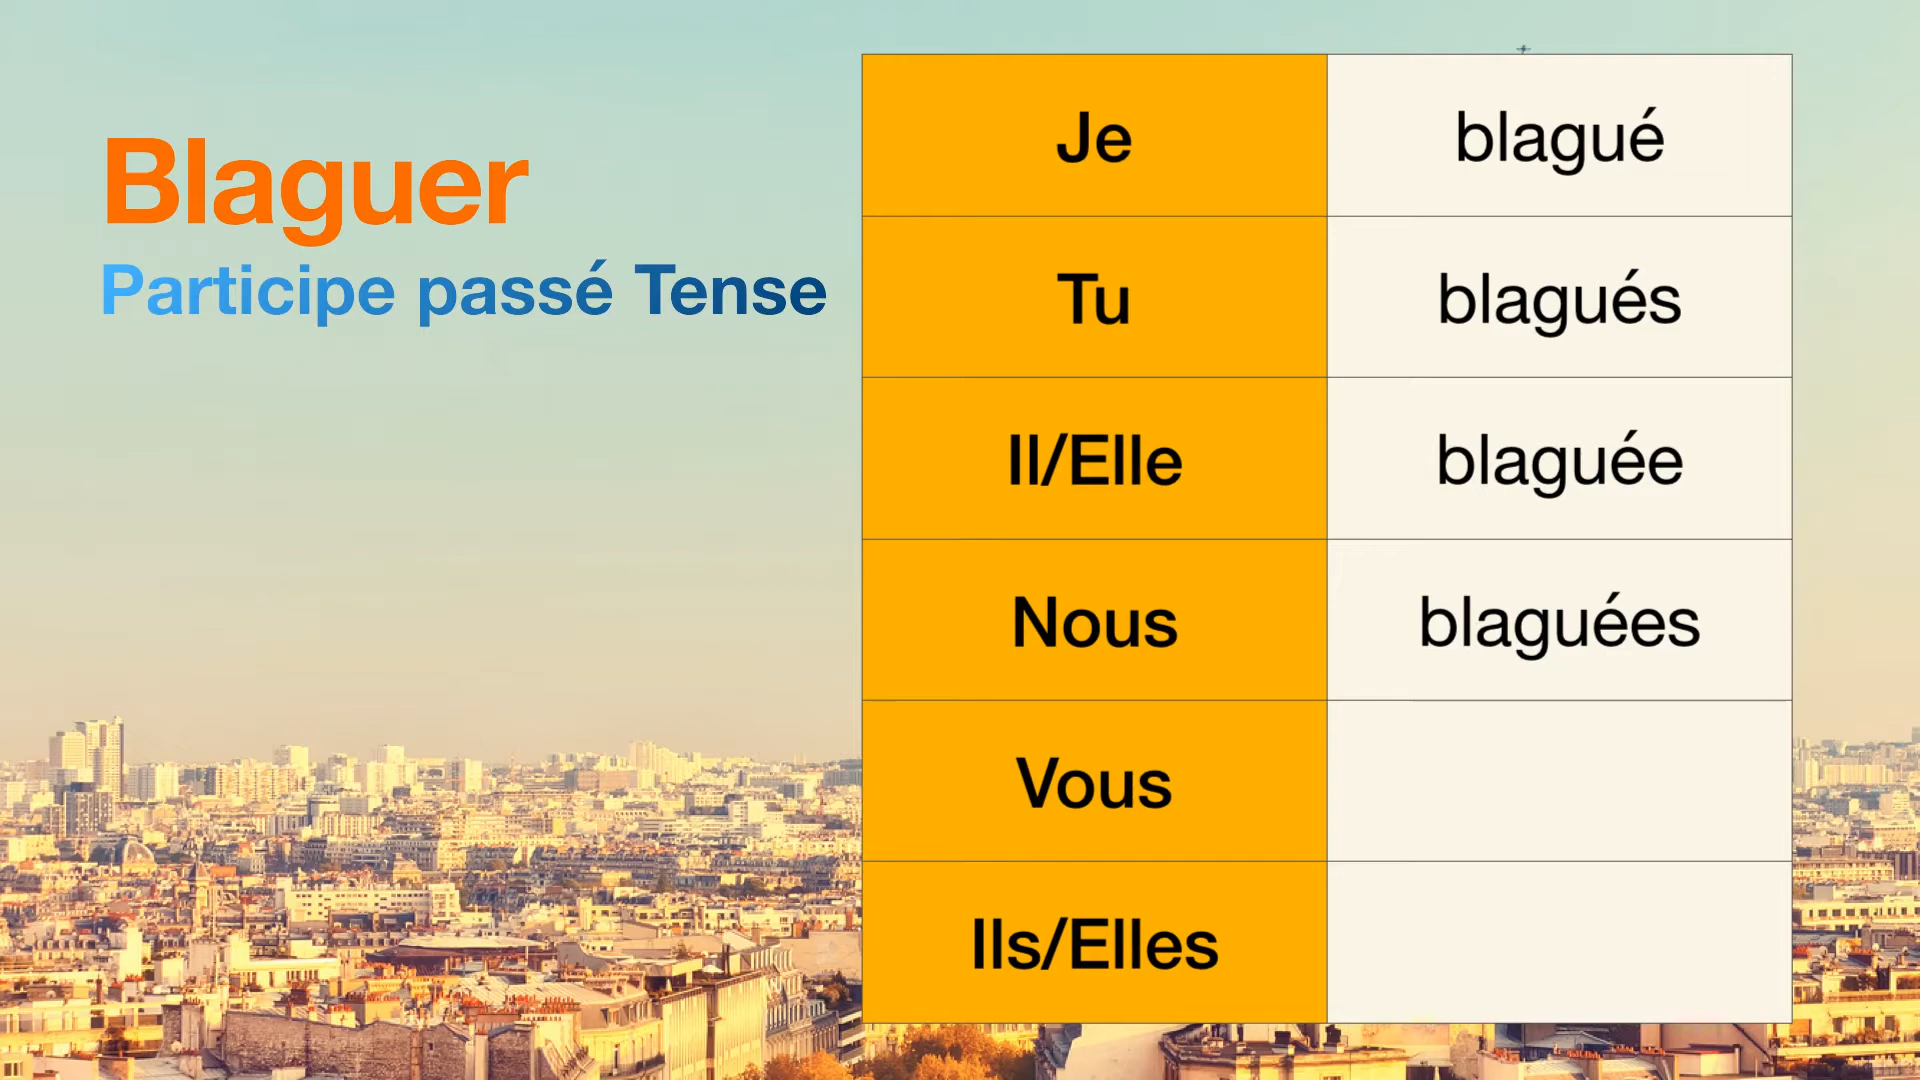 Blaguer
Participe passé Tense
Je blagué
Tu blagués
Il/Elle blaguée
Nous blaguées
Vous
Ils/Elles